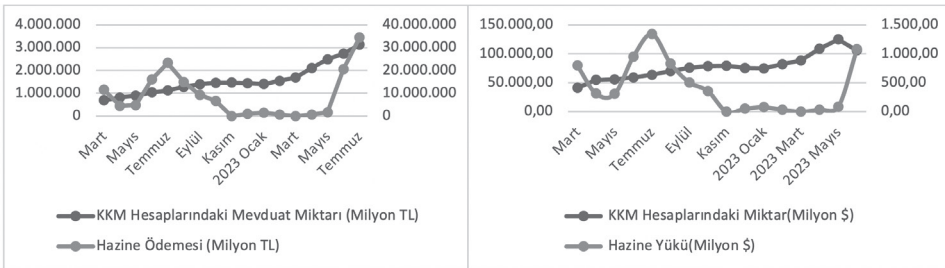 4.000.000
3.000.000
2.000.000
1.000.000
0
40.000.000
30.000.000
20.000.000
10.000.000
0
Mart
Mayıs
Temmuz
Eylül
Kasım
2023 Ocak
Mart
Mayıs
Temmuz
KKM Hesaplarındaki Mevduat Miktarı (Milyon TL)
Hazine Ödemesi (Milyon TL)
150.000,00
100.000,00
50.000,00
0,00
1.500,00
1.000,00
500,00
0,00
Mart
Mayıs
Temmuz
Eylül
Kasım
2023 Ocak
2023 Mart
2023 Mayıs
KKM Hesaplarındaki Miktar(Milyon $)
Hazine Yükü(Milyon $)